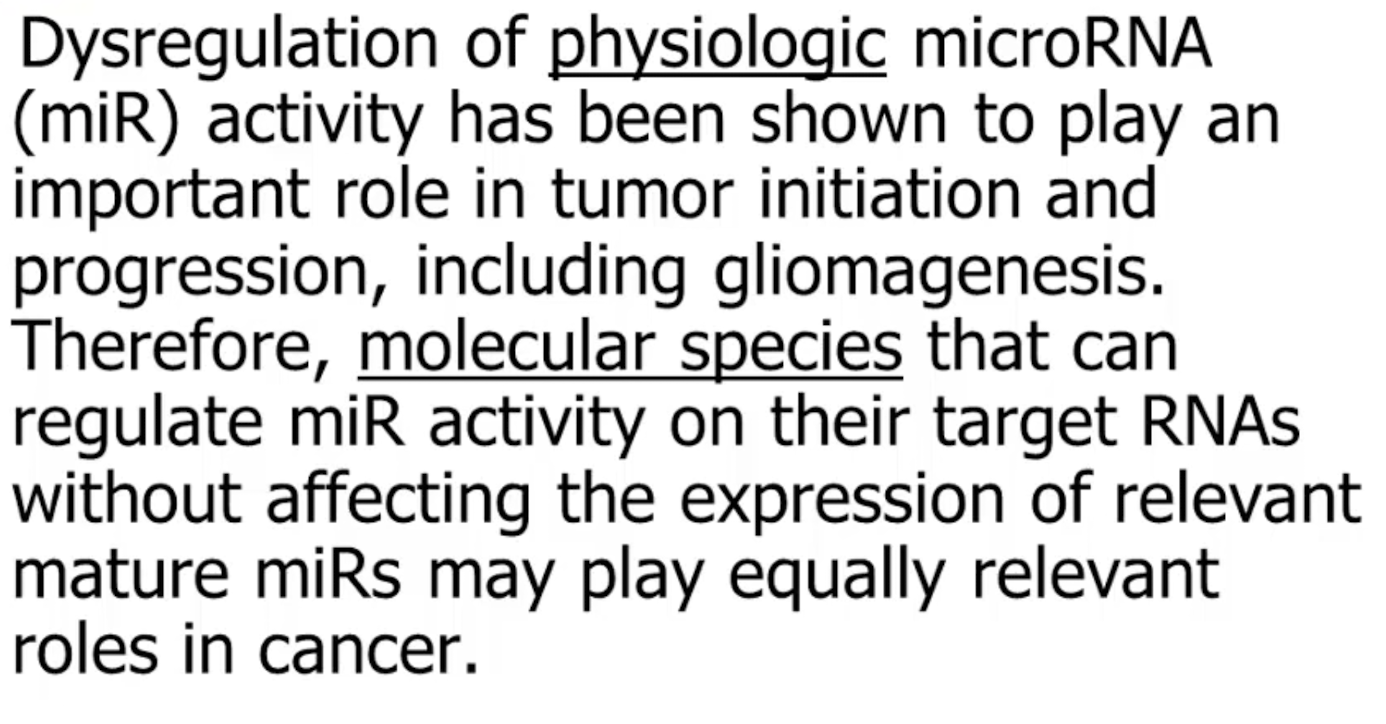 Dysregulation of physiologic microRNA
(miR) activity has been shown to play an
important role in tumor initiation and
progression, including gliomagenesis.
Therefore, molecular species that can
regulate miR activity on their target RNAs
without affecting the expression of relevant
mature miRs may play equally relevant
roles in cancer.